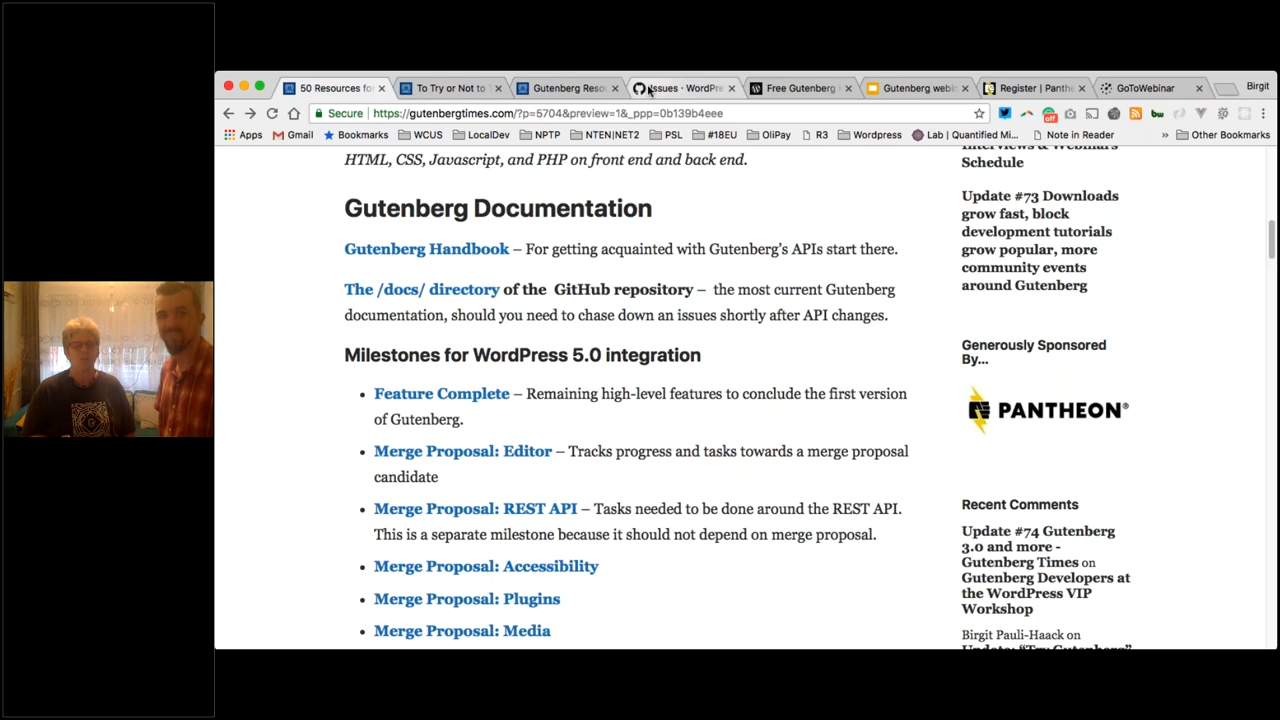 50 Resources fo
To Try or Not to
Gutenberg Reso
Issues · WordPre
Free Gutenberg
Gutenberg webin
Register | Panthe
GoToWebinar
Birgit
Secure
https://gutenbergtimes.com/?p=5704&preview=1&_ppp=0b139b4eee
Apps
Gmail
Bookmarks
WCUS
LocalDev
NPTP
NTEN|NET2
PSL
#18EU
OliPay
R3
Wordpress
Lab | Quantified Mi...
Note in Reader
»
Other Bookmarks
HTML, CSS, Javascript, and PHP on front end and back end.
Gutenberg Documentation
Gutenberg Handbook – For getting acquainted with Gutenberg's APIs start there.
The /docs/ directory of the GitHub repository – the most current Gutenberg
documentation, should you need to chase down an issues shortly after API changes.
Milestones for WordPress 5.0 integration
• Feature Complete – Remaining high-level features to conclude the first version
of Gutenberg.
• Merge Proposal: Editor – Tracks progress and tasks towards a merge proposal
candidate
• Merge Proposal: REST API – Tasks needed to be done around the REST API.
This is a separate milestone because it should not depend on merge proposal.
• Merge Proposal: Accessibility
• Merge Proposal: Plugins
• Merge Proposal: Media
Interviews & Webinars
Schedule
Update #73 Downloads
grow fast, block
development tutorials
grow popular, more
community events
around Gutenberg
Generously Sponsored
By...
PANTHEON®
Recent Comments
Update #74 Gutenberg
3.0 and more -
Gutenberg Times on
Gutenberg Developers at
the WordPress VIP
Workshop
Birgit Pauli-Haack on
Update: "Try Gutenberg"